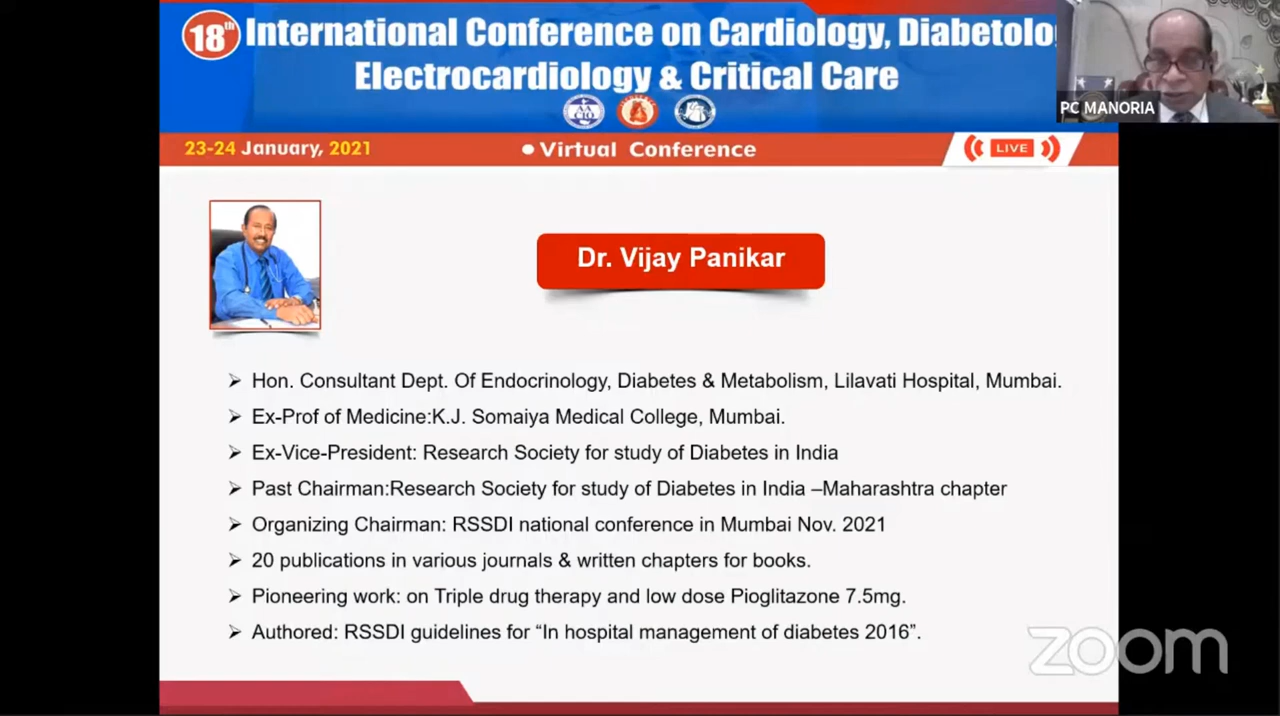 18th International Conference on Cardiology, Diabetolo
Electrocardiology & Critical Care
PC MANORIA
23-24 January, 2021
• Virtual Conference
LIVE
Dr. Vijay Panikar
➢ Hon. Consultant Dept. Of Endocrinology, Diabetes & Metabolism, Lilavati Hospital, Mumbai.
➢ Ex-Prof of Medicine:K.J. Somaiya Medical College, Mumbai.
➢ Ex-Vice-President: Research Society for study of Diabetes in India
➢ Past Chairman:Research Society for study of Diabetes in India –Maharashtra chapter
➢ Organizing Chairman: RSSDI national conference in Mumbai Nov. 2021
➢ 20 publications in various journals & written chapters for books.
➢ Pioneering work: on Triple drug therapy and low dose Pioglitazone 7.5mg.
➢ Authored: RSSDI guidelines for “In hospital management of diabetes 2016”.
zoom